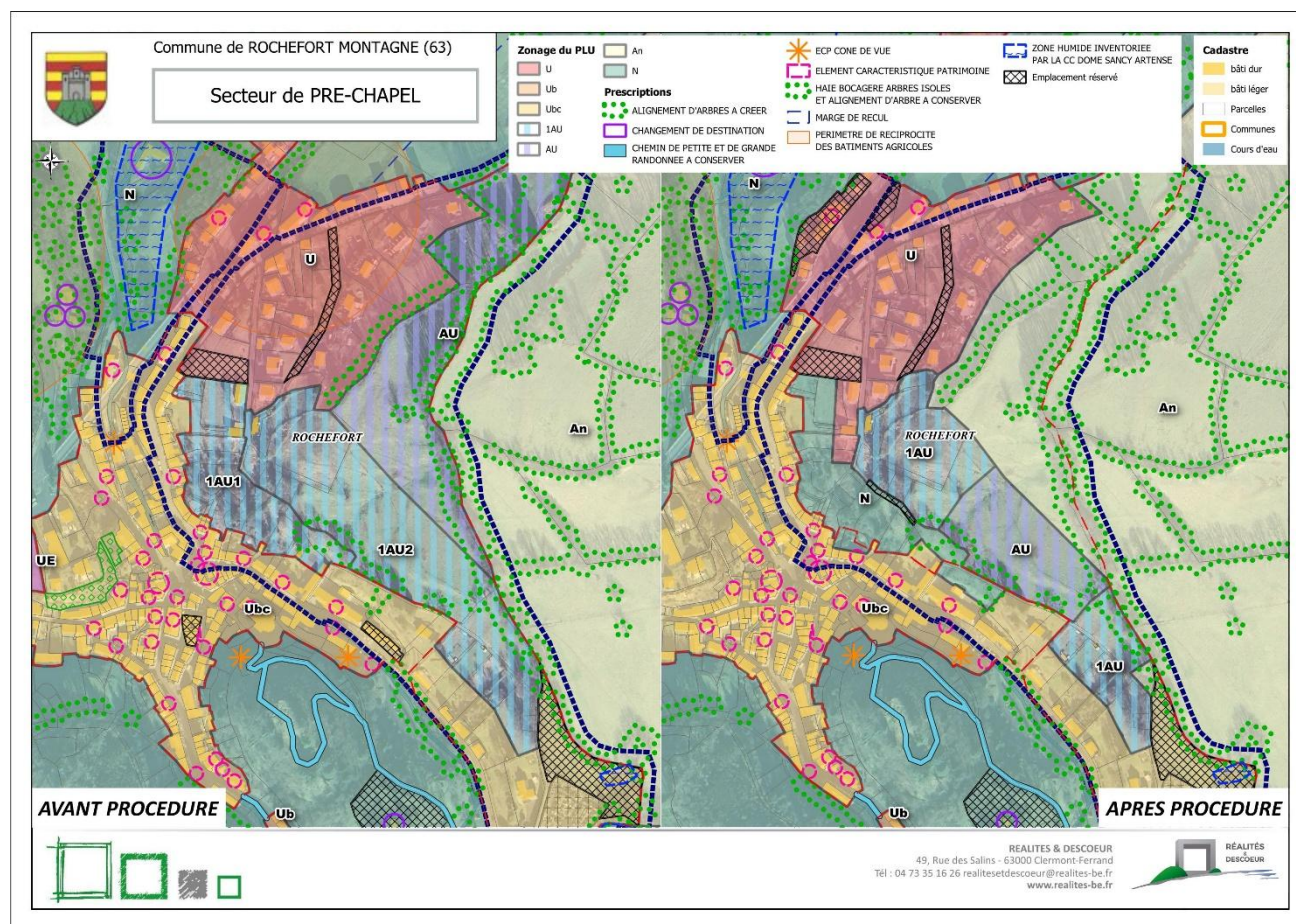 Commune de ROCHEFORT MONTAGNE (63)
Secteur de PRE-CHAPEL
Zonage du PLU
U
Ub
Ubc
1AU
AU
An
N
Prescriptions
ALIGNEMENT D'ARBRES A CREER
CHANGEMENT DE DESTINATION
CHEMIN DE PETITE ET DE GRANDE
RANDONNEE A CONSERVER
ECP CONE DE VUE
ELEMENT CARACTERISTIQUE PATRIMOINE
HAIE BOCAGERE ARBRES ISOLES
ET ALIGNEMENT D'ARBRE A CONSERVER
MARGE DE RECUL
PERIMETRE DE RECIPROCITE
DES BATIMENTS AGRICOLES
ZONE HUMIDE INVENTORIEE
PAR LA CC DOME SANCY ARTENSE
Emplacement réservé
Cadastre
bâti dur
bâti léger
Parcelles
Communes
Cours d'eau
N
U
AU
An
ROCHEFORT
1AU1
1AU2
UE
Ubc
Ub
AVANT PROCEDURE
U
An
ROCHEFORT
1AU
N
AU
Ubc
1AU
Ub
APRES PROCEDURE
REALITES & DESCOEUR
49, Rue des Salins - 63000 Clermont-Ferrand
Tél : 04 73 35 16 26 realitesetdescoeur@realites-be.fr
www.realites-be.fr
RÉALITÉS
&
DESCOEUR